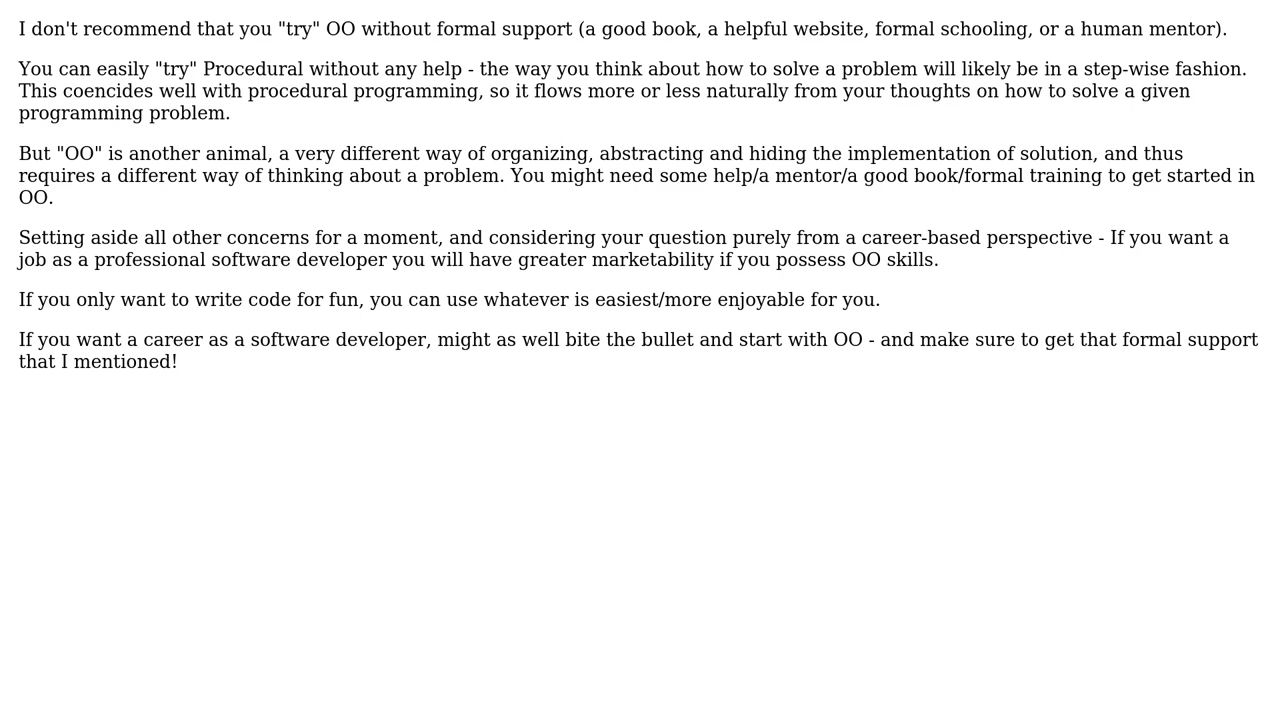 I don't recommend that you "try" OO without formal support (a good book, a helpful website, formal schooling, or a human mentor).
You can easily "try" Procedural without any help - the way you think about how to solve a problem will likely be in a step-wise fashion.
This coencides well with procedural programming, so it flows more or less naturally from your thoughts on how to solve a given
programming problem.
But "OO" is another animal, a very different way of organizing, abstracting and hiding the implementation of solution, and thus
requires a different way of thinking about a problem. You might need some help/a mentor/a good book/formal training to get started in
OO.
Setting aside all other concerns for a moment, and considering your question purely from a career-based perspective - If you want a
job as a professional software developer you will have greater marketability if you possess OO skills.
If you only want to write code for fun, you can use whatever is easiest/more enjoyable for you.
If you want a career as a software developer, might as well bite the bullet and start with OO - and make sure to get that formal support
that I mentioned!